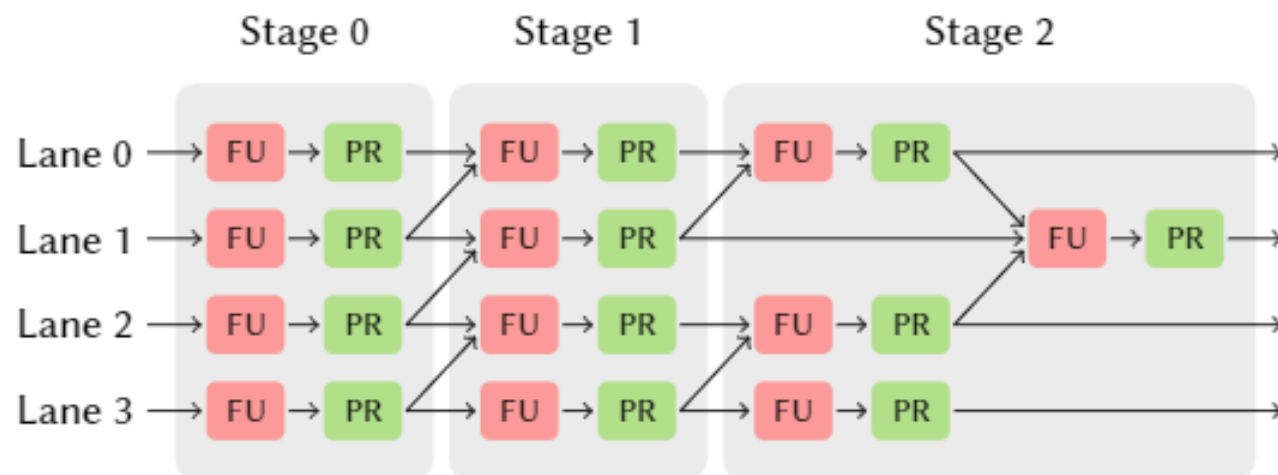 Stage 0 Stage 1 Stage 2
Lane 0 FU PR FU PR FU PR
Lane 1 FU PR FU PR FU PR
Lane 2 FU PR FU PR FU PR
Lane 3 FU PR FU PR FU PR